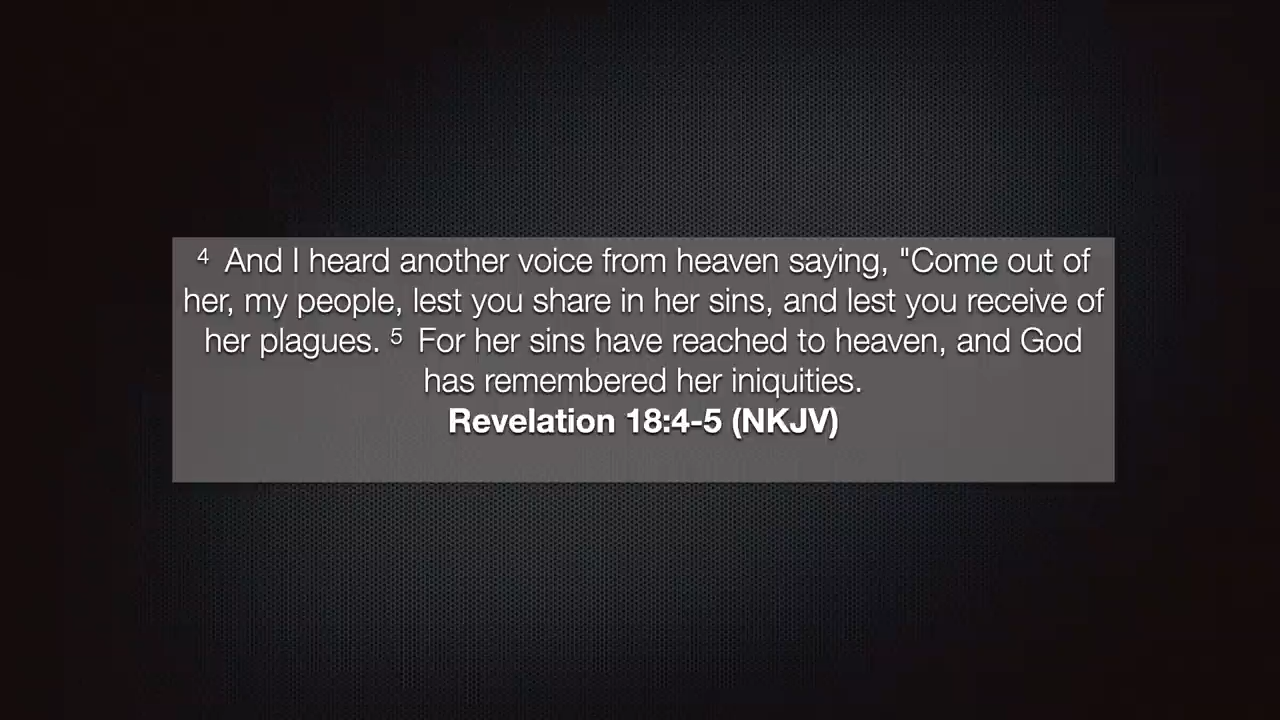 4 And I heard another voice from heaven saying, "Come out of
her, my people, lest you share in her sins, and lest you receive of
her plagues. 5 For her sins have reached to heaven, and God
has remembered her iniquities.
Revelation 18:4-5 (NKJV)